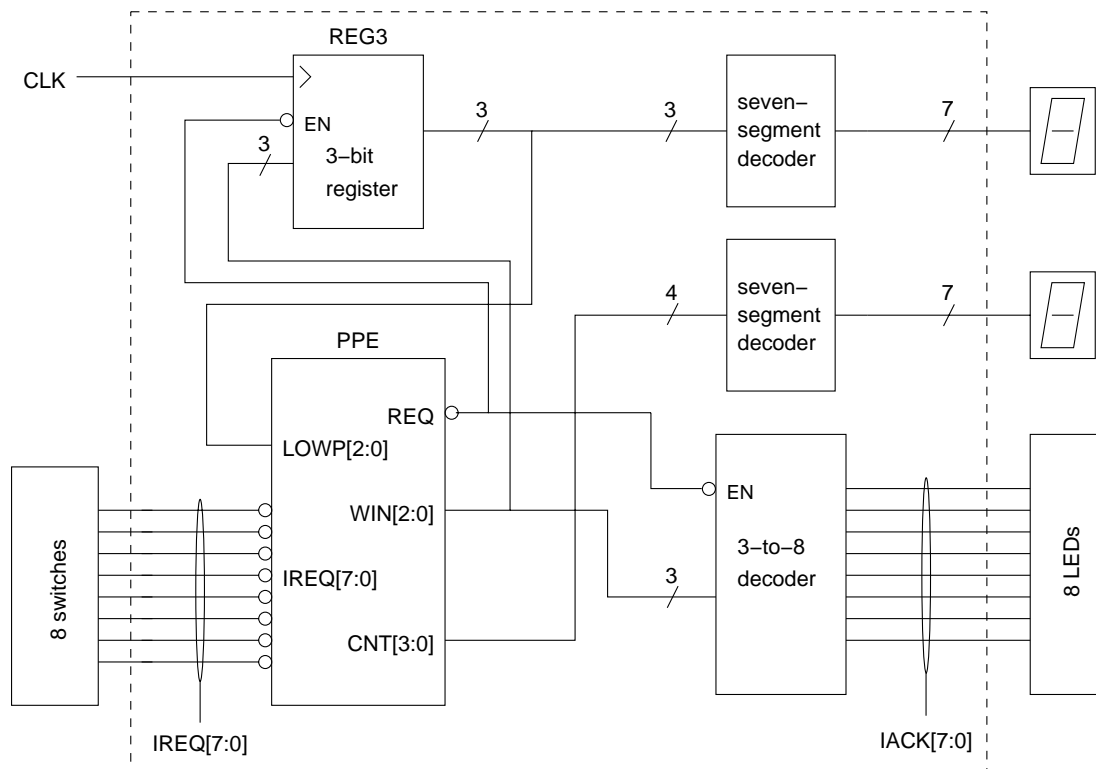 REG3
CLK
EN
3
3−bit
register
3
3
seven−
segment
decoder
7
4
seven−
segment
decoder
7
PPE
REQ
LOWP[2:0]
WIN[2:0]
IREQ[7:0]
CNT[3:0]
3
EN
3−to−8
decoder
8 switches
8 LEDs
IREQ[7:0]
IACK[7:0]